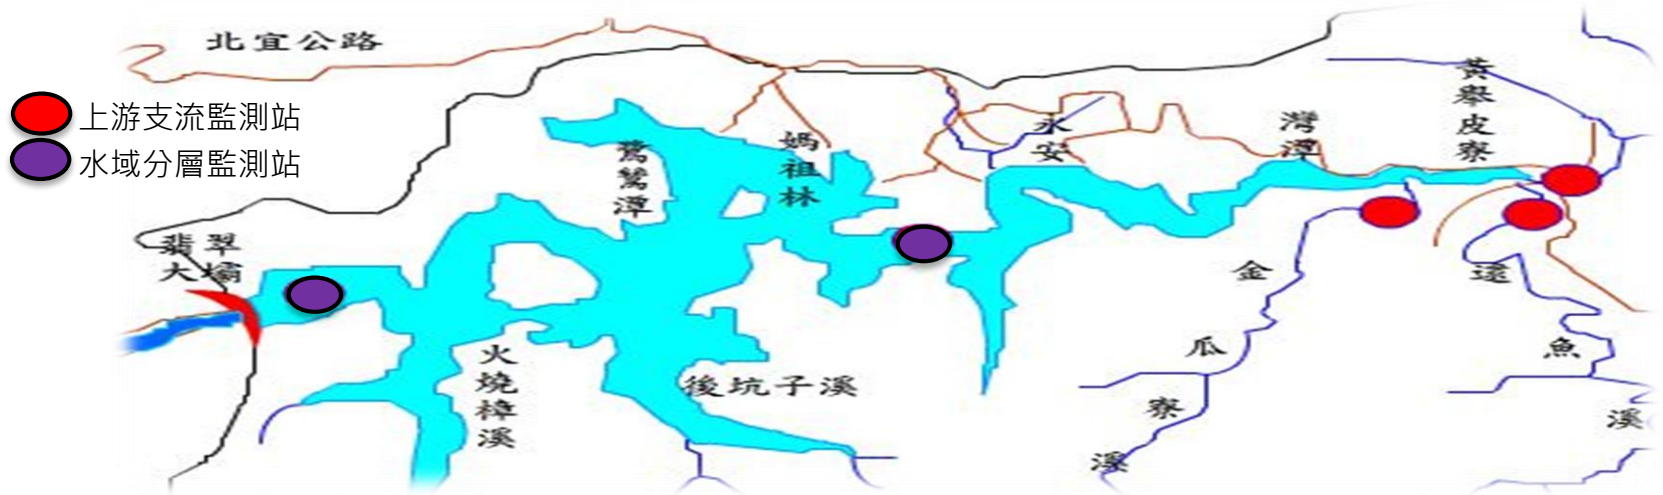 北宜公路
上游支流監測站
水域分層監測站
翡翠
大壩
鷺鷥潭
媽祖林
永安
灣潭
黃舉皮寮
火燒樟溪
後坑子溪
金瓜寮溪
逮魚溪